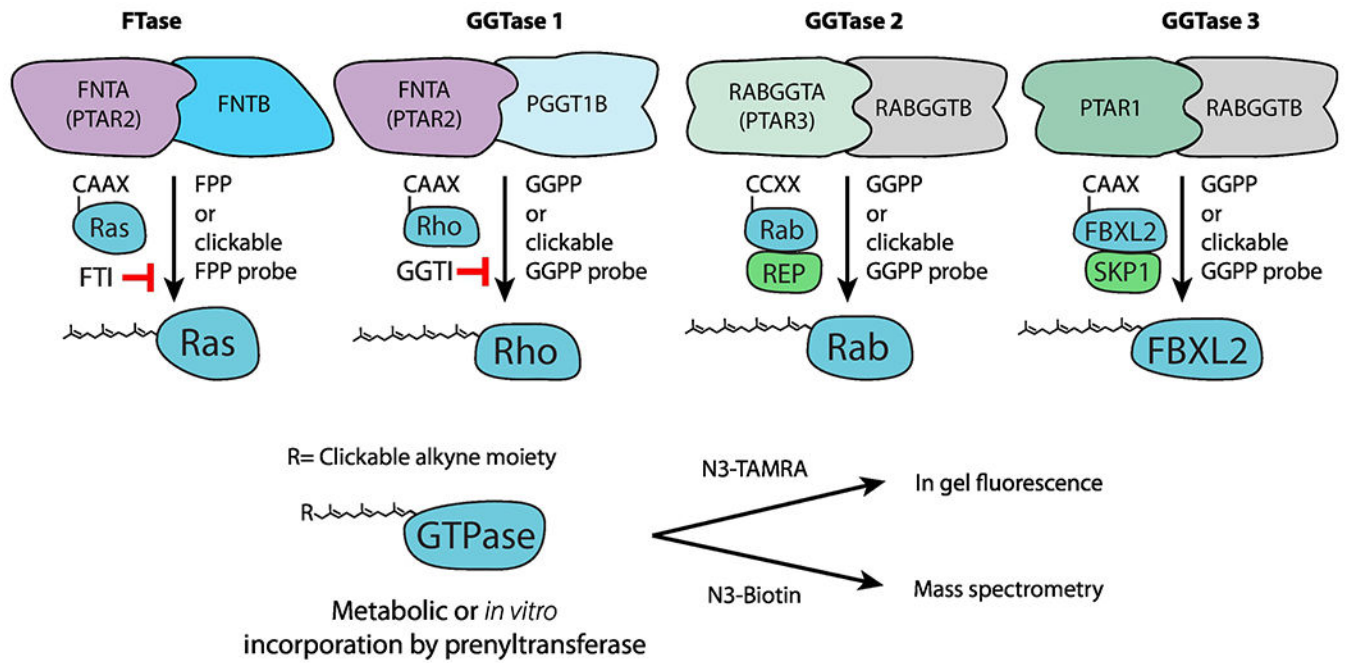 FTase
FNTA
(PTAR2)
FNTB
CAAX
Ras
FTI
FPP
or
clickable
FPP probe
Ras
GGTase 1
FNTA
(PTAR2)
PGGT1B
CAAX
Rho
GGTI
GGPP
or
clickable
GGPP probe
Rho
GGTase 2
RABGGTA
(PTAR3)
RABGGTB
CCXX
Rab
REP
GGPP
or
clickable
GGPP probe
Rab
GGTase 3
PTAR1
RABGGTB
CAAX
FBXL2
SKP1
GGPP
or
clickable
GGPP probe
FBXL2
R= Clickable alkyne moiety
R
GTPase
Metabolic or in vitro
incorporation by prenyltransferase
N3-TAMRA
In gel fluorescence
N3-Biotin
Mass spectrometry